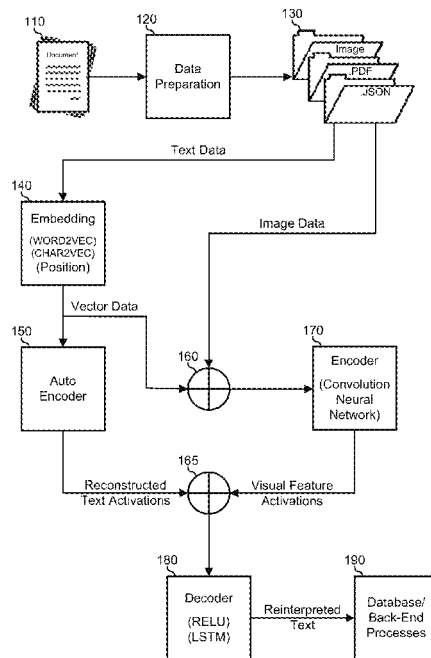 110
120
130
Document
Data
Preparation
Image
.PDF
.JSON
Text Data
140
Embedding
(WORD2VEC)
(CHAR2VEC)
(Position)
Image Data
Vector Data
150
160
170
Auto
Encoder
Encoder
(Convolution
Neural
Network)
165
Reconstructed
Text Activations
Visual Feature
Activations
180
190
Decoder
(RELU)
(LSTM)
Reinterpreted
Text
Database/
Back-End
Processes